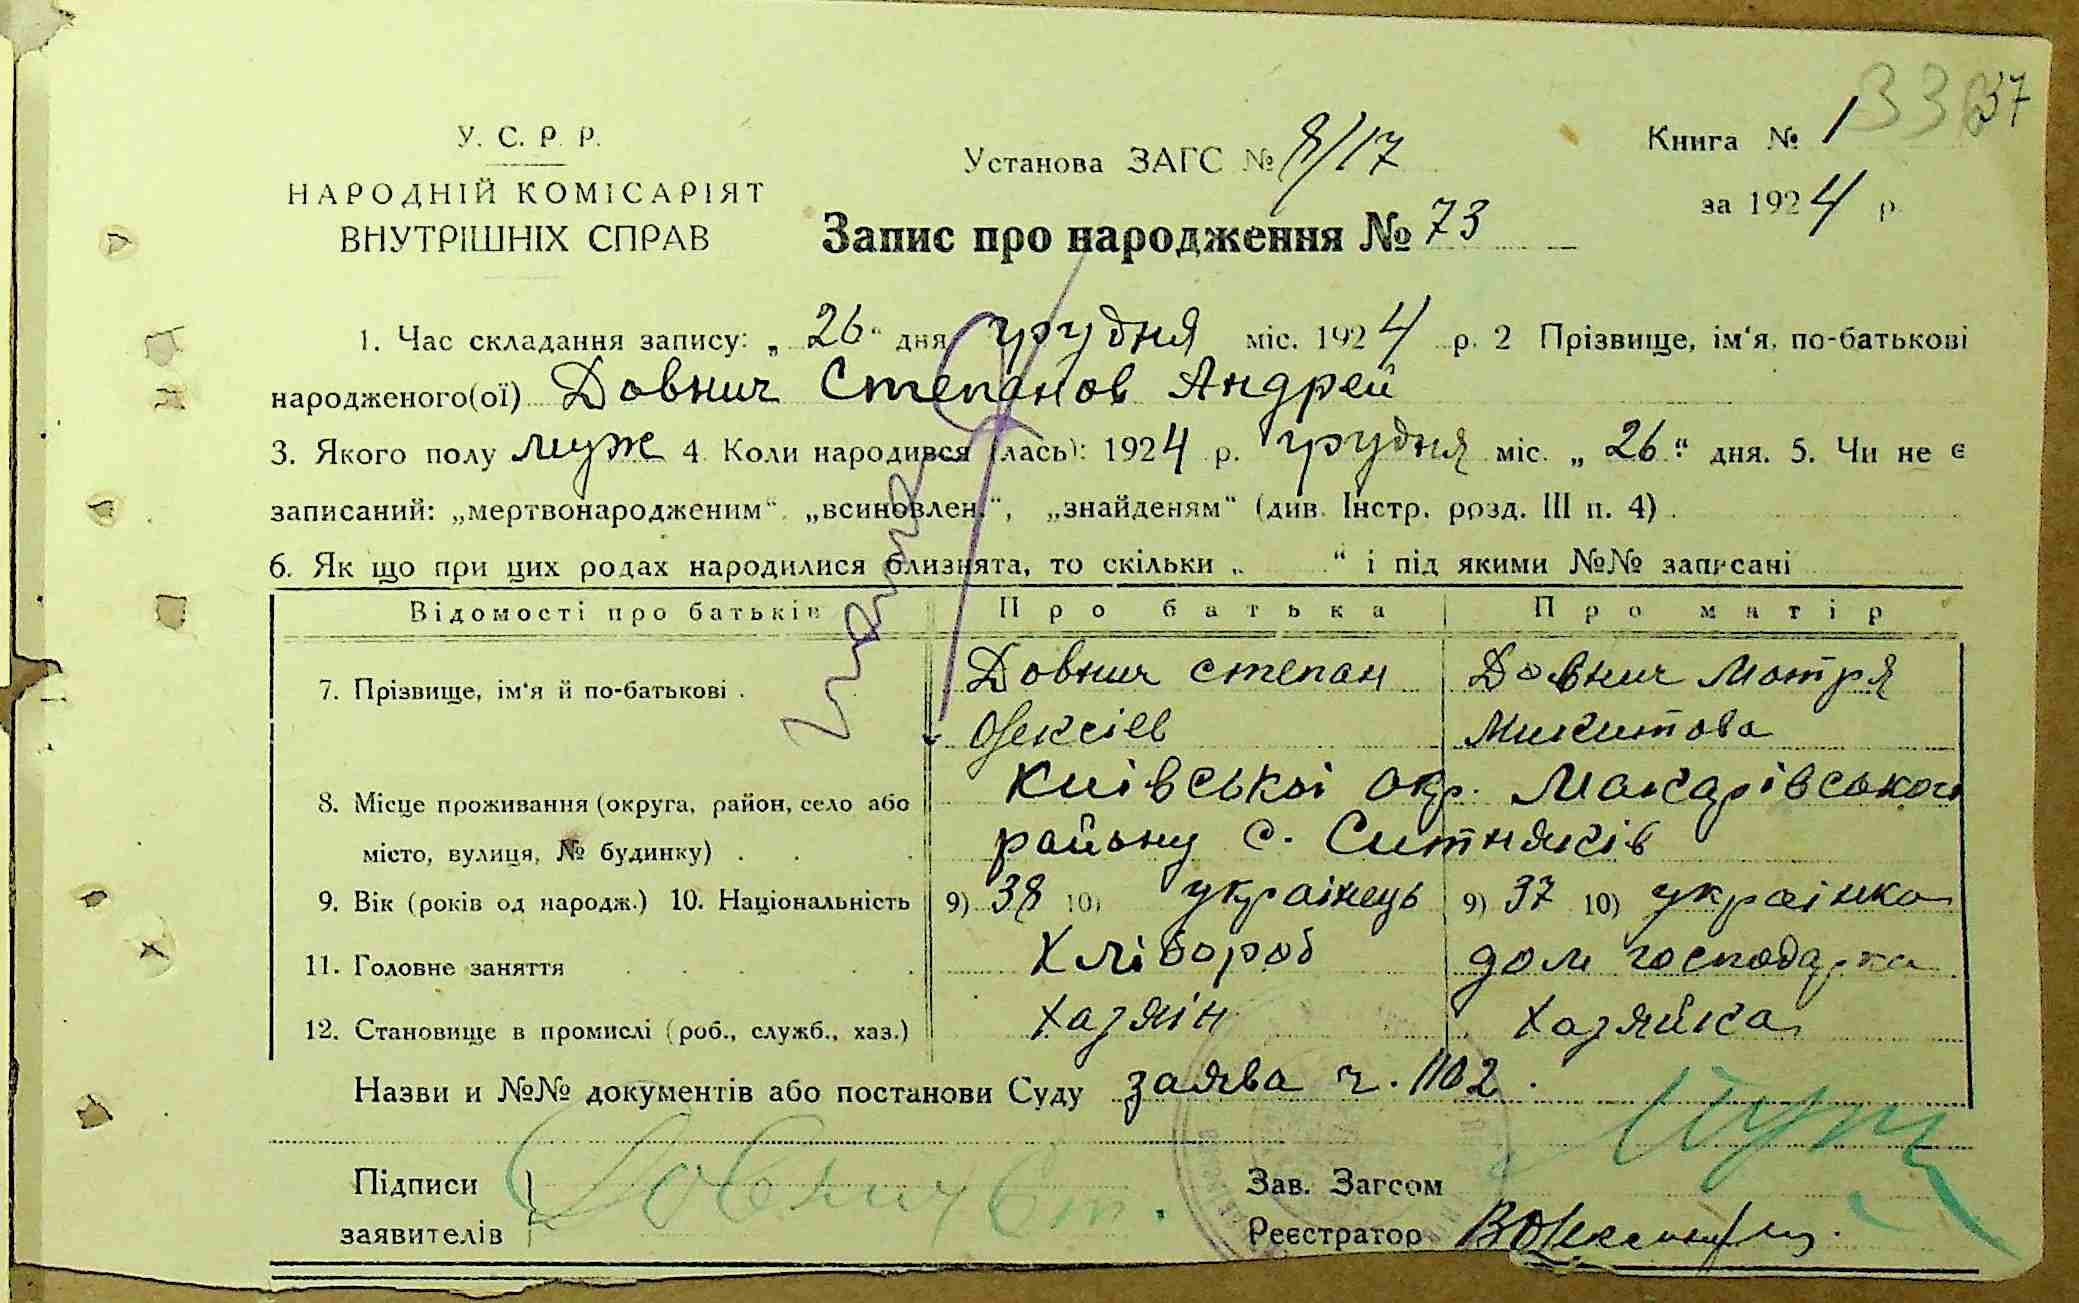 У. С. Р. Р.
НАРОДНІЙ КОМІСАРІЯТ
ВНУТРІШНІХ СПРАВ
Установа ЗАГС № 8/17
Запис про народження № 73
Книга № 1
337
за 1924 р.
1. Час складання запису: „ 26 “ дня грудня міс. 1924 р. 2 Прізвище, ім‘я, по-батькові
народженого(ої) Довнич Степанов Андрей
3. Якого полу муж 4. Коли народився (лась): 1924 р. грудня міс. „ 26 “ дня. 5. Чи не є
записаний: „мертвонародженим“, „всиновлен.“, „знайденям“ (див. Інстр. розд. III п. 4)
6. Як що при цих родах народилися близнята, то скільки „ “ і під якими №№ записані
Відомості про батьків Про батька Про матір
7. Прізвище, ім‘я й по-батькові . Довнич степан Довнич Мотря
Олексіев Микитова
8. Місце проживання (округа, район, село або Київськоі окр. Макарівського
місто, вулиця, № будинку) . . . району с. Ситняків
9. Вік (років од народж.) 10. Національність 9) 38 10) украінець 9) 37 10) украінка
11. Головне заняття Хлібороб дом господарка
12. Становище в промислі (роб., служб., хаз.) Хазяін Хазяйка
Назви и №№ документів або постанови Суду заява ч. 1102.
Підписи Довнич Ст. Зав. Загсом
заявителів Реєстратор